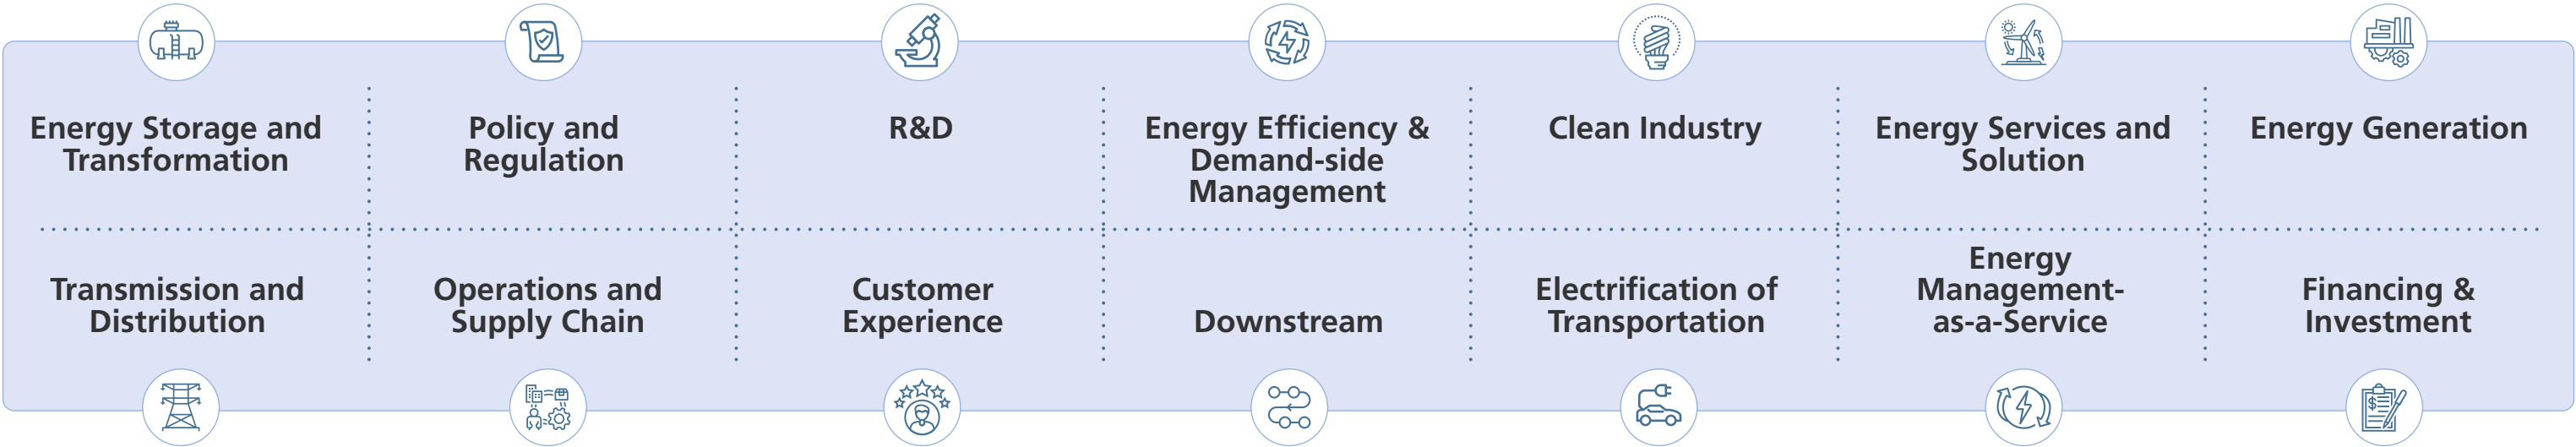 Energy Storage and
Transformation
Policy and
Regulation
R&D
Energy Efficiency &
Demand-side
Management
Clean Industry
Energy Services and
Solution
Energy Generation
Transmission and
Distribution
Operations and
Supply Chain
Customer
Experience
Downstream
Electrification of
Transportation
Energy
Management-
as-a-Service
Financing &
Investment